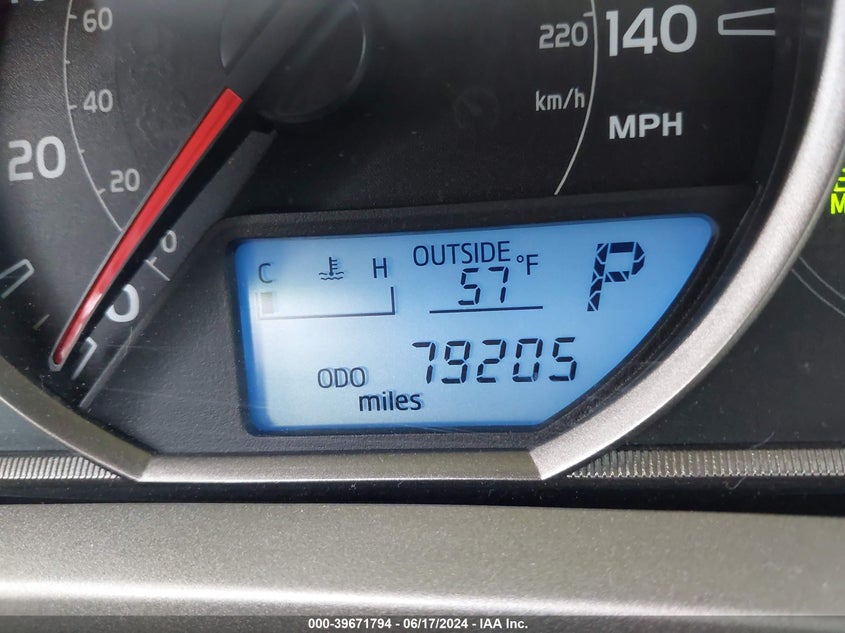 60
40
20
20
0
0
220
140
km/h
MPH
C H
OUTSIDE
57 °F
P
ODO 79205
miles
000-39671794 - 06/17/2024 - IAA Inc.